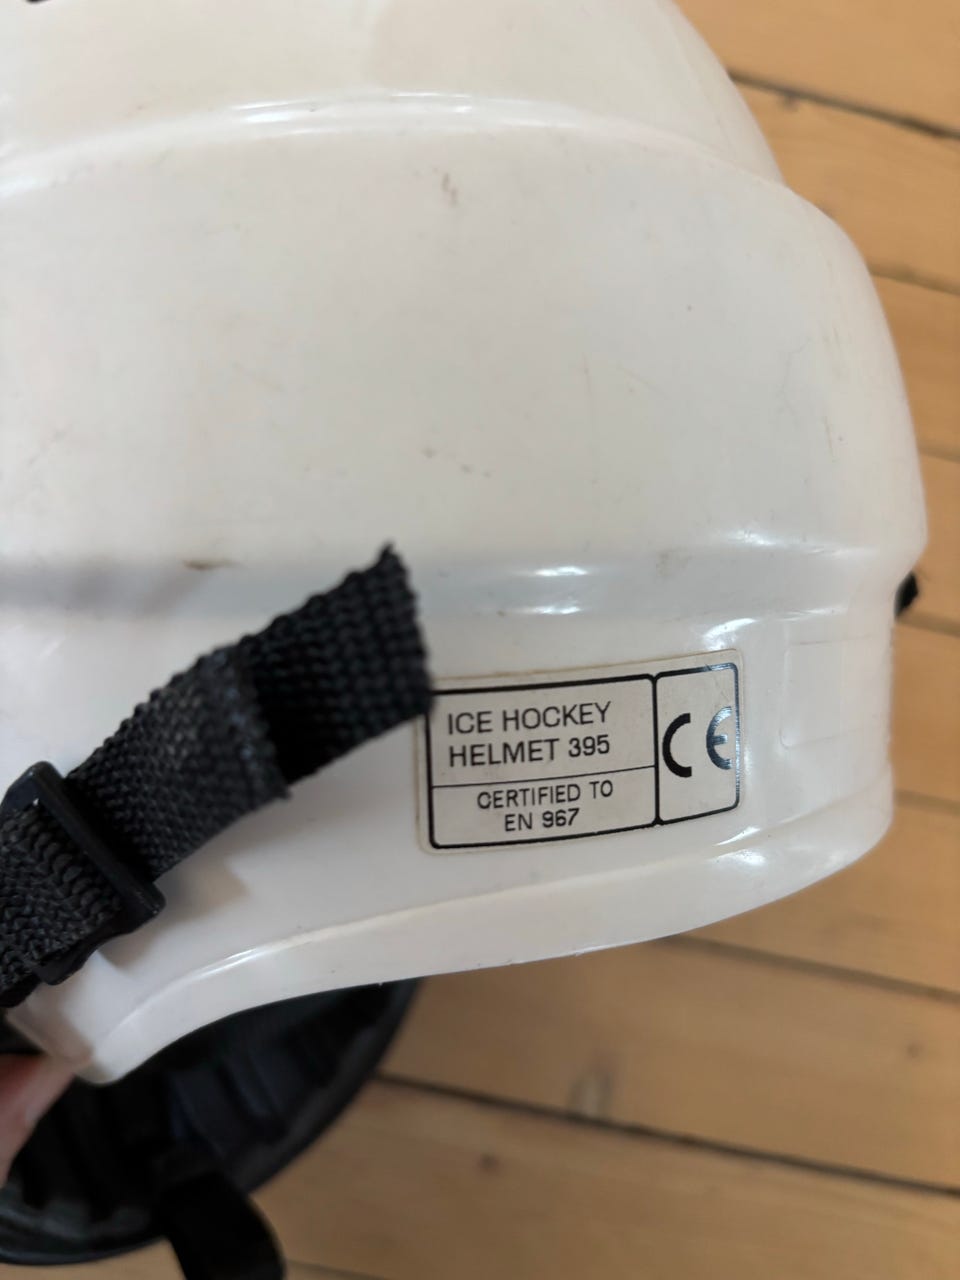 ICE HOCKEY
HELMET 395
CERTIFIED TO
EN 967
CE